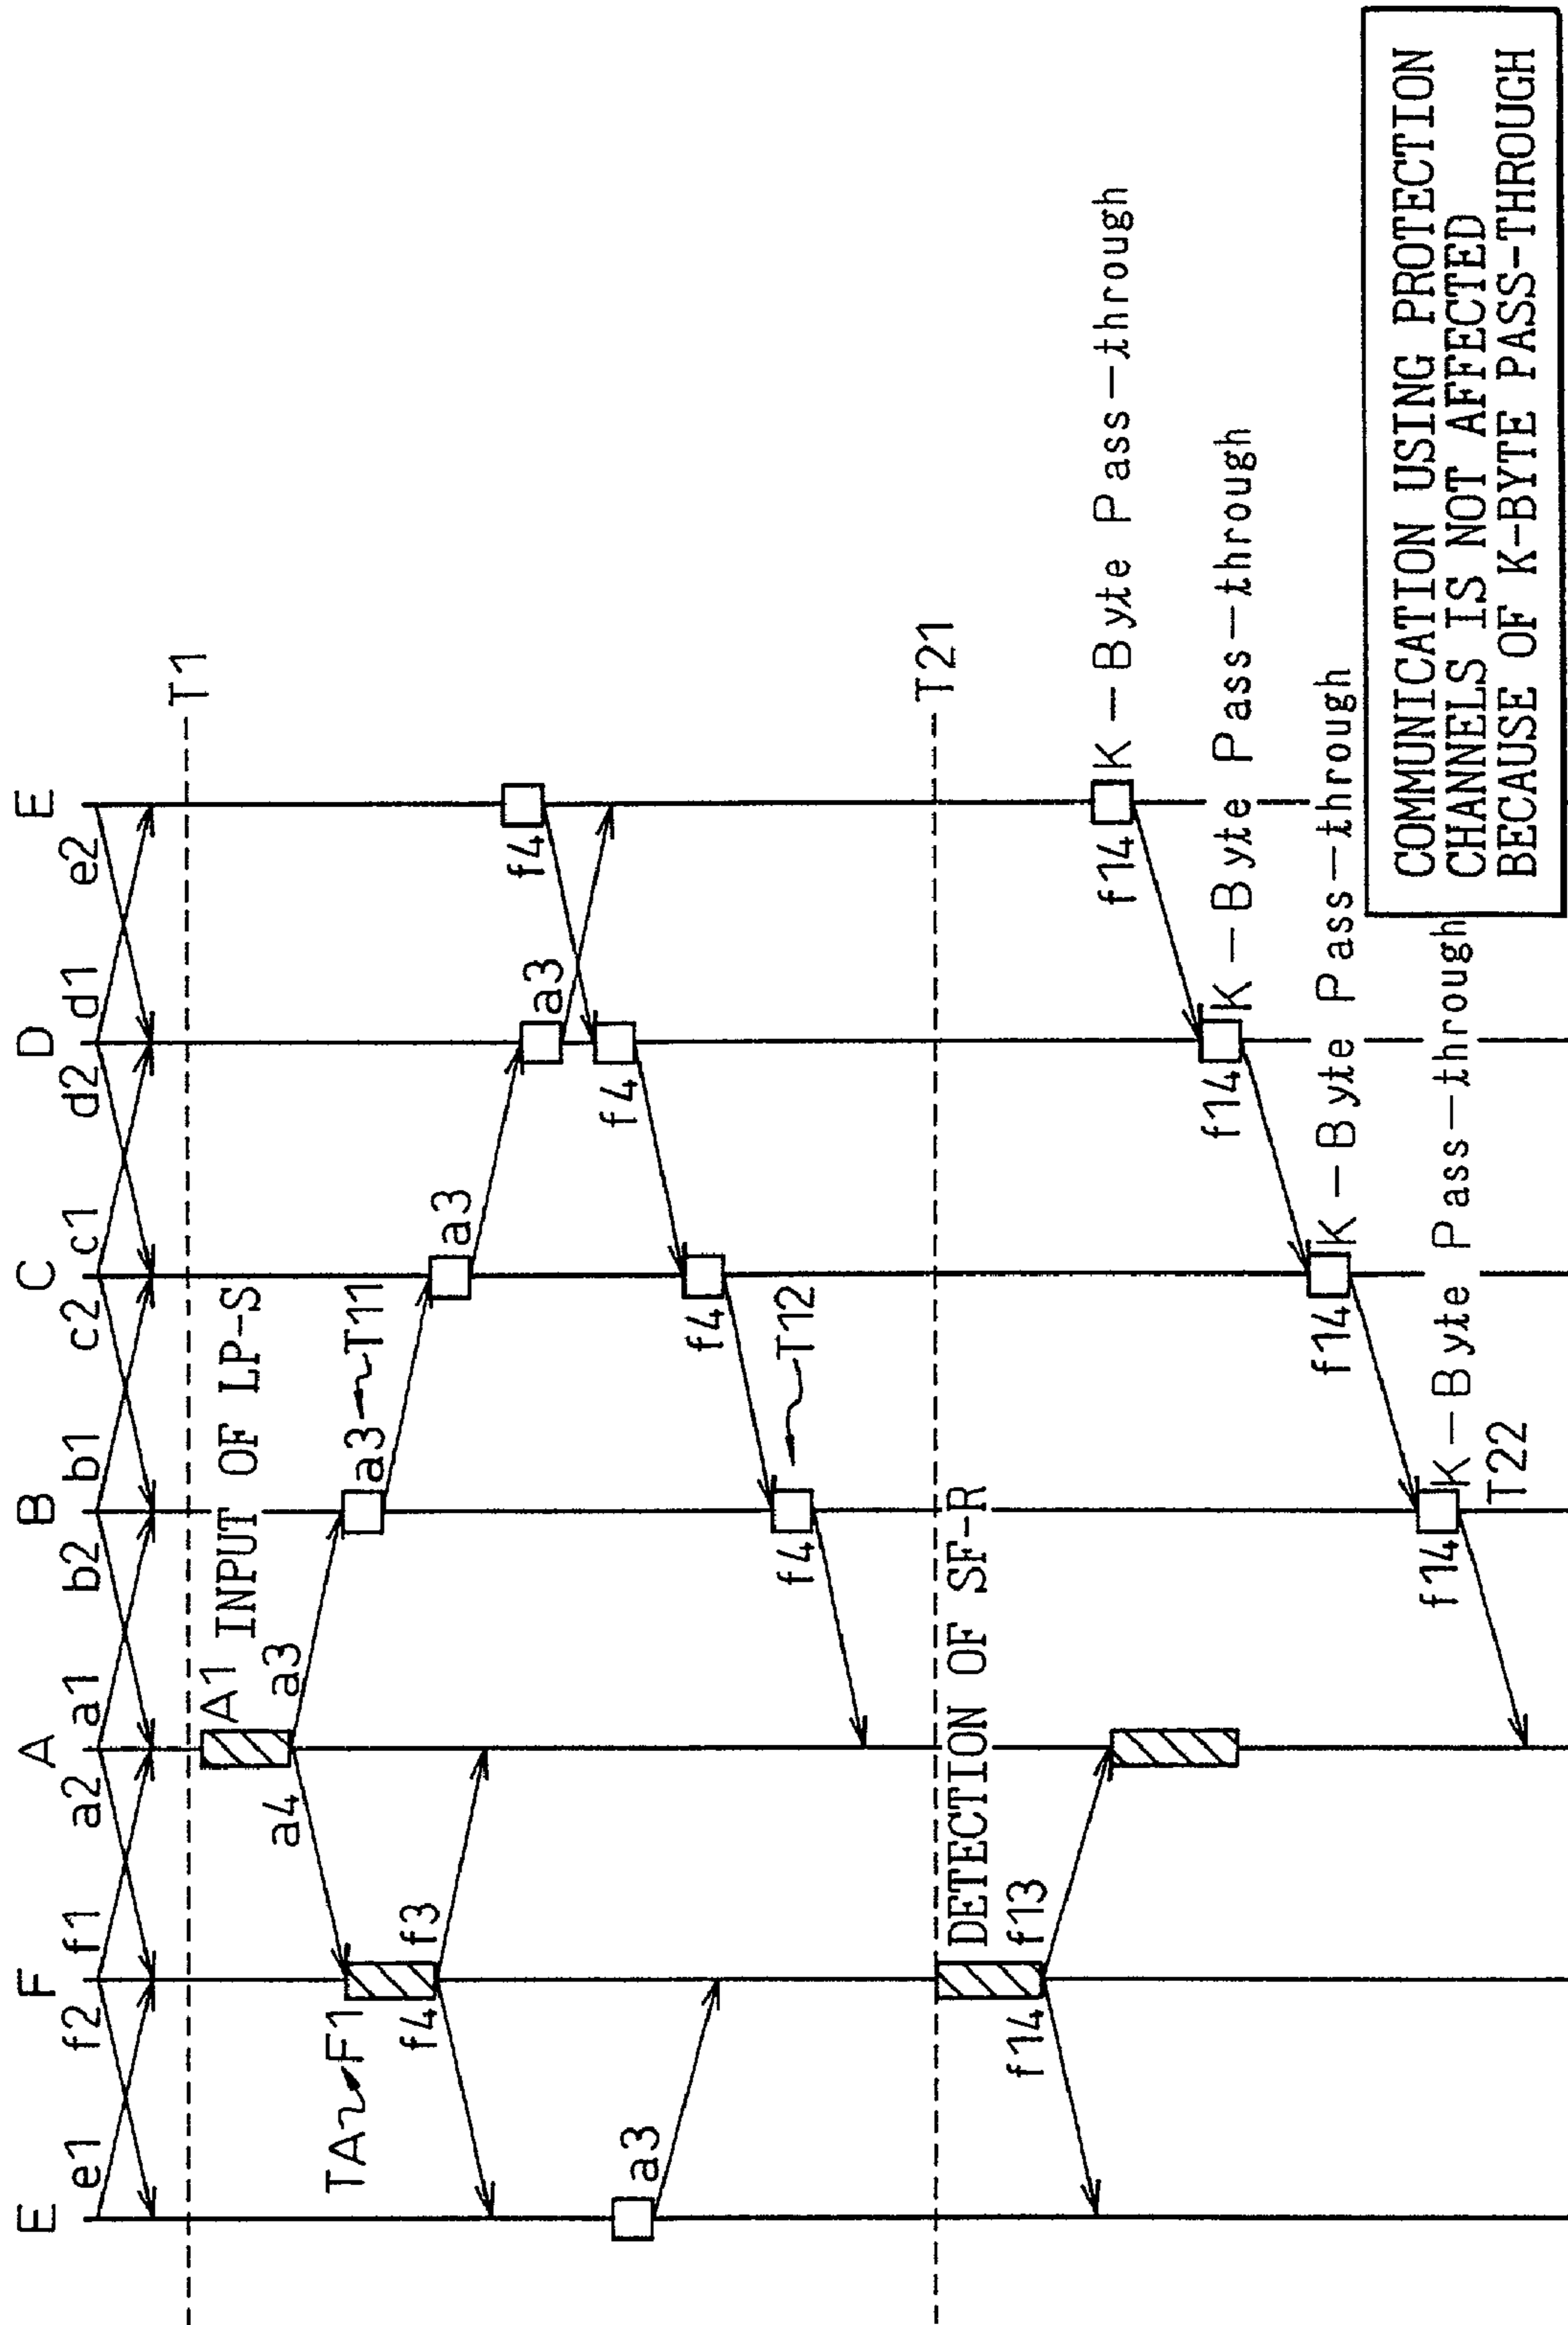 E F A B C D E
e1 f2 f1 a2 a1 b2 b1 c2 c1 d2 d1 e2
T1
A1 INPUT OF LP-S
a4 a3
TA F1
a3 T11
f4 f3
a3
f4
a3
f4
a3
f4
f4 T12
T21
DETECTION OF SF-R
f14 f13
f14 K-Byte Pass-through
f14 K-Byte Pass-through
f14 K-Byte Pass-through
f14 K-Byte Pass-through
T22
COMMUNICATION USING PROTECTION
CHANNELS IS NOT AFFECTED
BECAUSE OF K-BYTE PASS-THROUGH